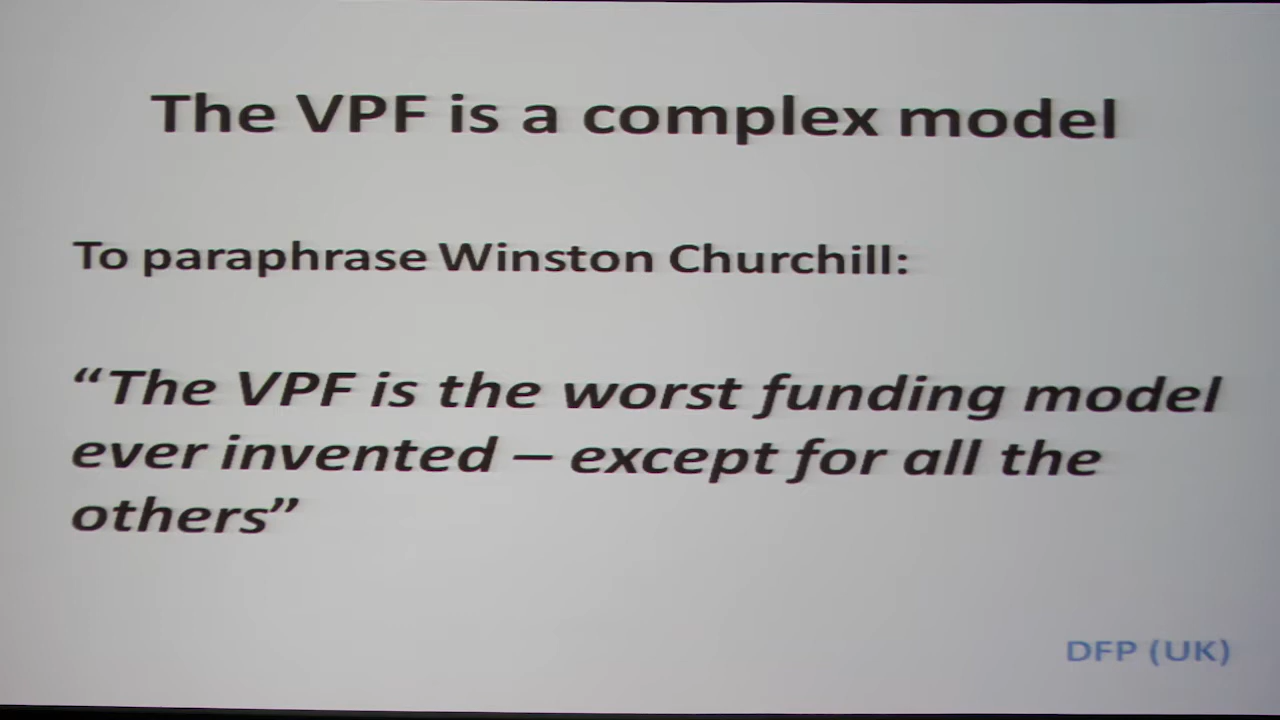 The VPF is a complex model
To paraphrase Winston Churchill:
“The VPF is the worst funding model
ever invented – except for all the
others”
DFP (UK)